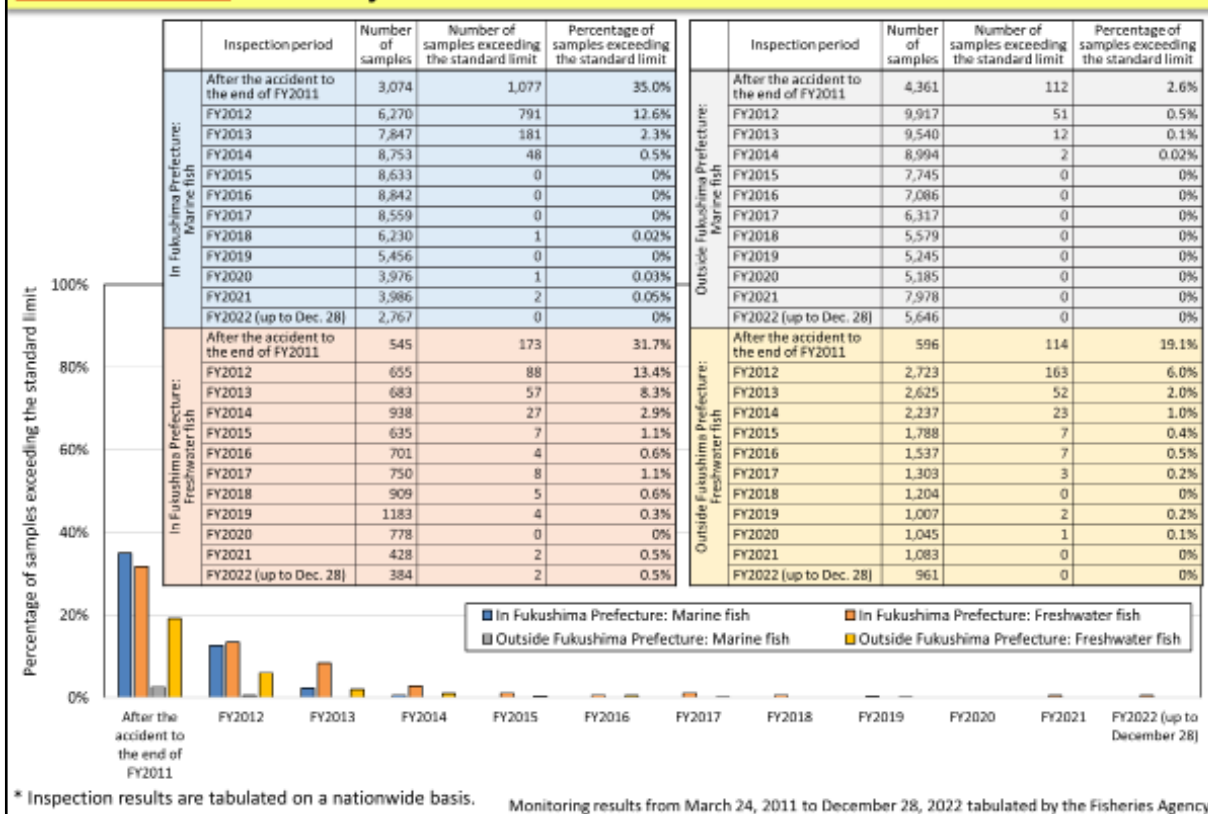 Inspection period Number of samples Number of samples exceeding the standard limit Percentage of samples exceeding the standard limit
In Fukushima Prefecture: Marine fish
After the accident to the end of FY2011 3,074 1,077 35.0%
FY2012 6,270 791 12.6%
FY2013 7,847 181 2.3%
FY2014 8,753 48 0.5%
FY2015 8,633 0 0%
FY2016 8,842 0 0%
FY2017 8,559 0 0%
FY2018 6,230 1 0.02%
FY2019 5,456 0 0%
FY2020 3,976 1 0.03%
FY2021 3,986 2 0.05%
FY2022 (up to Dec. 28) 2,767 0 0%
In Fukushima Prefecture: Freshwater fish
After the accident to the end of FY2011 545 173 31.7%
FY2012 655 88 13.4%
FY2013 683 57 8.3%
FY2014 938 27 2.9%
FY2015 635 7 1.1%
FY2016 701 4 0.6%
FY2017 750 8 1.1%
FY2018 909 5 0.6%
FY2019 1183 4 0.3%
FY2020 778 0 0%
FY2021 428 2 0.5%
FY2022 (up to Dec. 28) 384 2 0.5%
Inspection period Number of samples Number of samples exceeding the standard limit Percentage of samples exceeding the standard limit
Outside Fukushima Prefecture: Marine fish
After the accident to the end of FY2011 4,361 112 2.6%
FY2012 9,917 51 0.5%
FY2013 9,540 12 0.1%
FY2014 8,994 2 0.02%
FY2015 7,745 0 0%
FY2016 7,086 0 0%
FY2017 6,317 0 0%
FY2018 5,579 0 0%
FY2019 5,245 0 0%
FY2020 5,185 0 0%
FY2021 7,978 0 0%
FY2022 (up to Dec. 28) 5,646 0 0%
Outside Fukushima Prefecture: Freshwater fish
After the accident to the end of FY2011 596 114 19.1%
FY2012 2,723 163 6.0%
FY2013 2,625 52 2.0%
FY2014 2,237 23 1.0%
FY2015 1,788 7 0.4%
FY2016 1,537 7 0.5%
FY2017 1,303 3 0.2%
FY2018 1,204 0 0%
FY2019 1,007 2 0.2%
FY2020 1,045 1 0.1%
FY2021 1,083 0 0%
FY2022 (up to Dec. 28) 961 0 0%
Percentage of samples exceeding the standard limit
100%
80%
60%
40%
20%
0%
In Fukushima Prefecture: Marine fish In Fukushima Prefecture: Freshwater fish
Outside Fukushima Prefecture: Marine fish Outside Fukushima Prefecture: Freshwater fish
After the accident to the end of FY2011 FY2012 FY2013 FY2014 FY2015 FY2016 FY2017 FY2018 FY2019 FY2020 FY2021 FY2022 (up to December 28)
* Inspection results are tabulated on a nationwide basis.
Monitoring results from March 24, 2011 to December 28, 2022 tabulated by the Fisheries Agency